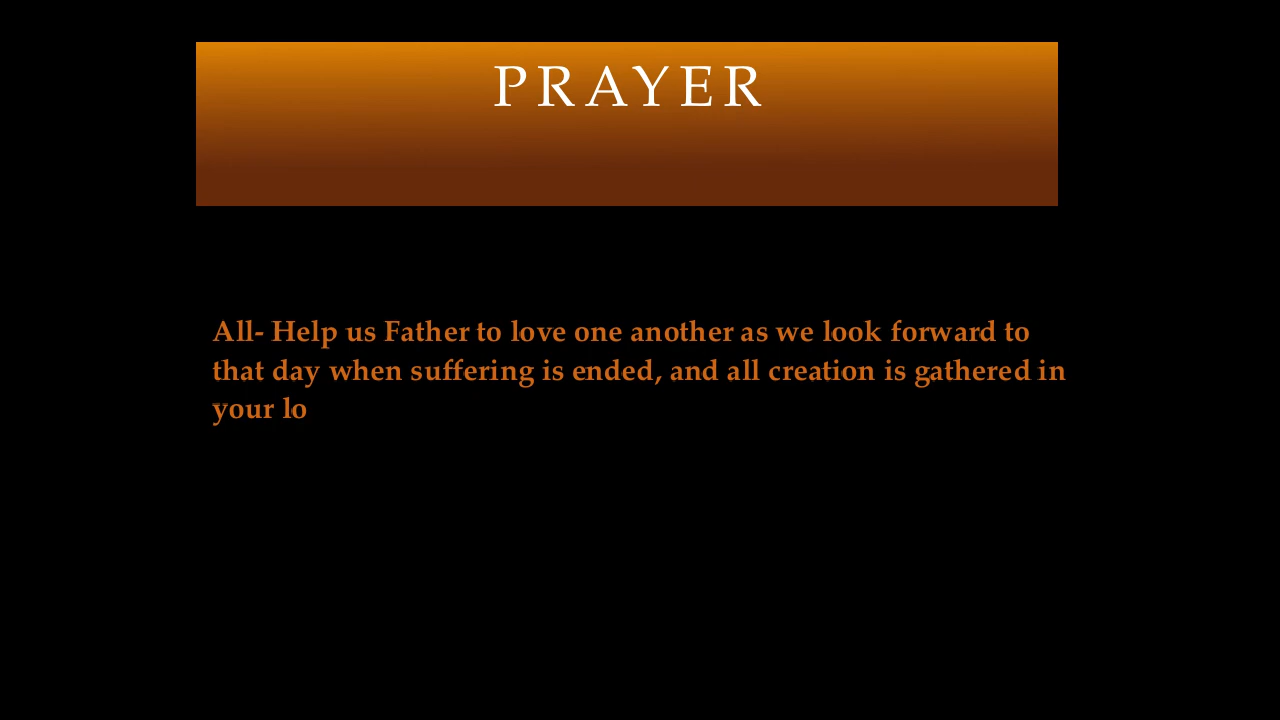 PRAYER
All- Help us Father to love one another as we look forward to
that day when suffering is ended, and all creation is gathered in
your lo